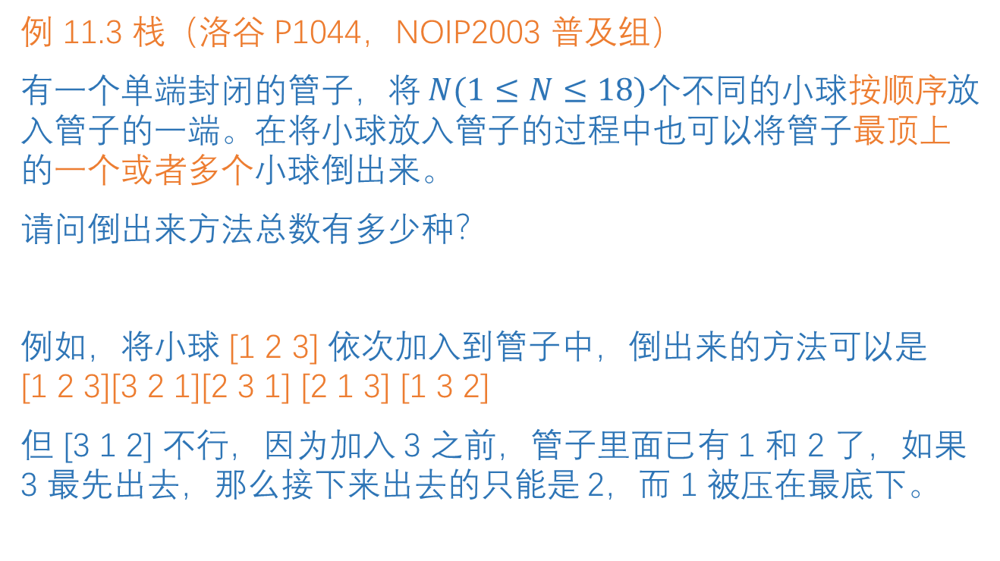 例 11.3 栈（洛谷 P1044，NOIP2003 普及组）
有一个单端封闭的管子，将 N(1 ≤ N ≤ 18)个不同的小球按顺序放
入管子的一端。在将小球放入管子的过程中也可以将管子最顶上
的一个或者多个小球倒出来。
请问倒出来方法总数有多少种？
例如，将小球 [1 2 3] 依次加入到管子中，倒出来的方法可以是
[1 2 3][3 2 1][2 3 1] [2 1 3] [1 3 2]
但 [3 1 2] 不行，因为加入 3 之前，管子里面已有 1 和 2 了，如果
3 最先出去，那么接下来出去的只能是 2，而 1 被压在最底下。